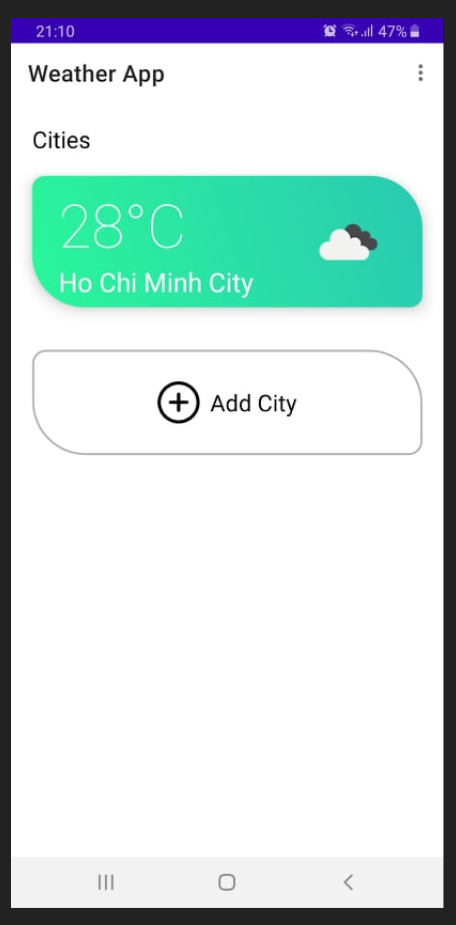 21:10 47%
Weather App
Cities
28°C
Ho Chi Minh City
Add City